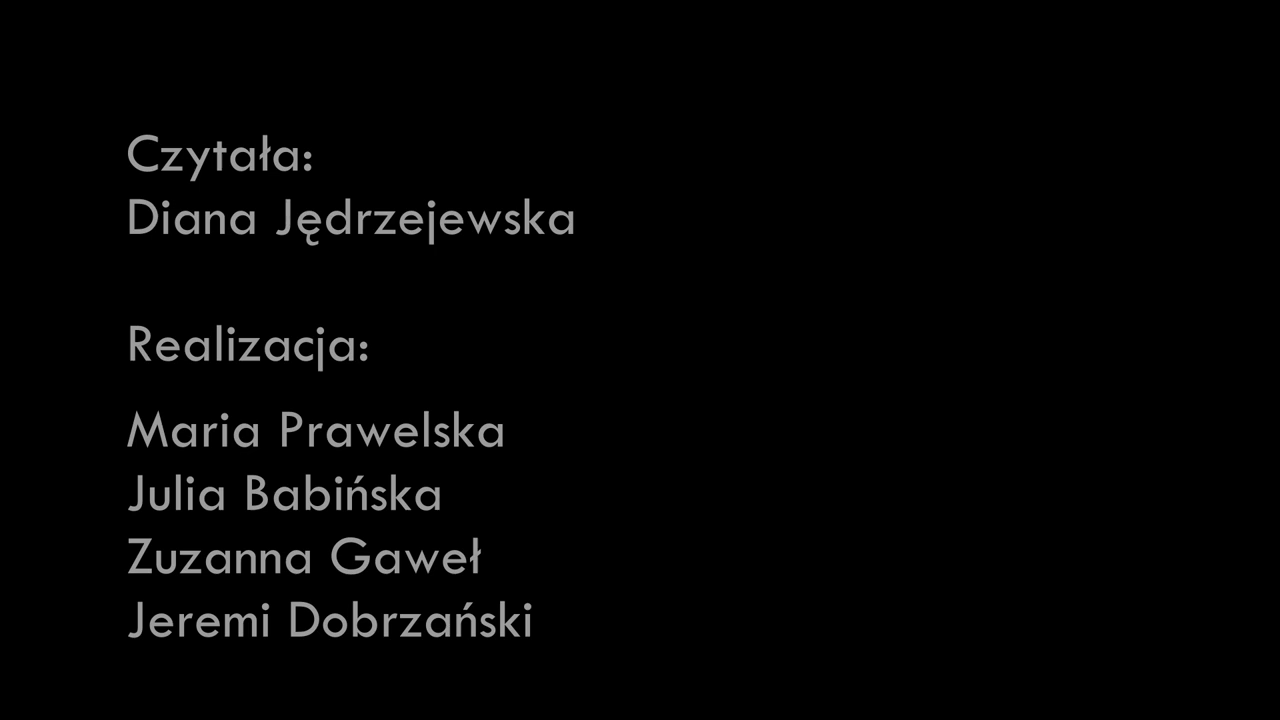 Czytała:
Diana Jędrzejewska
Realizacja:
Maria Prawelska
Julia Babińska
Zuzanna Gaweł
Jeremi Dobrzański